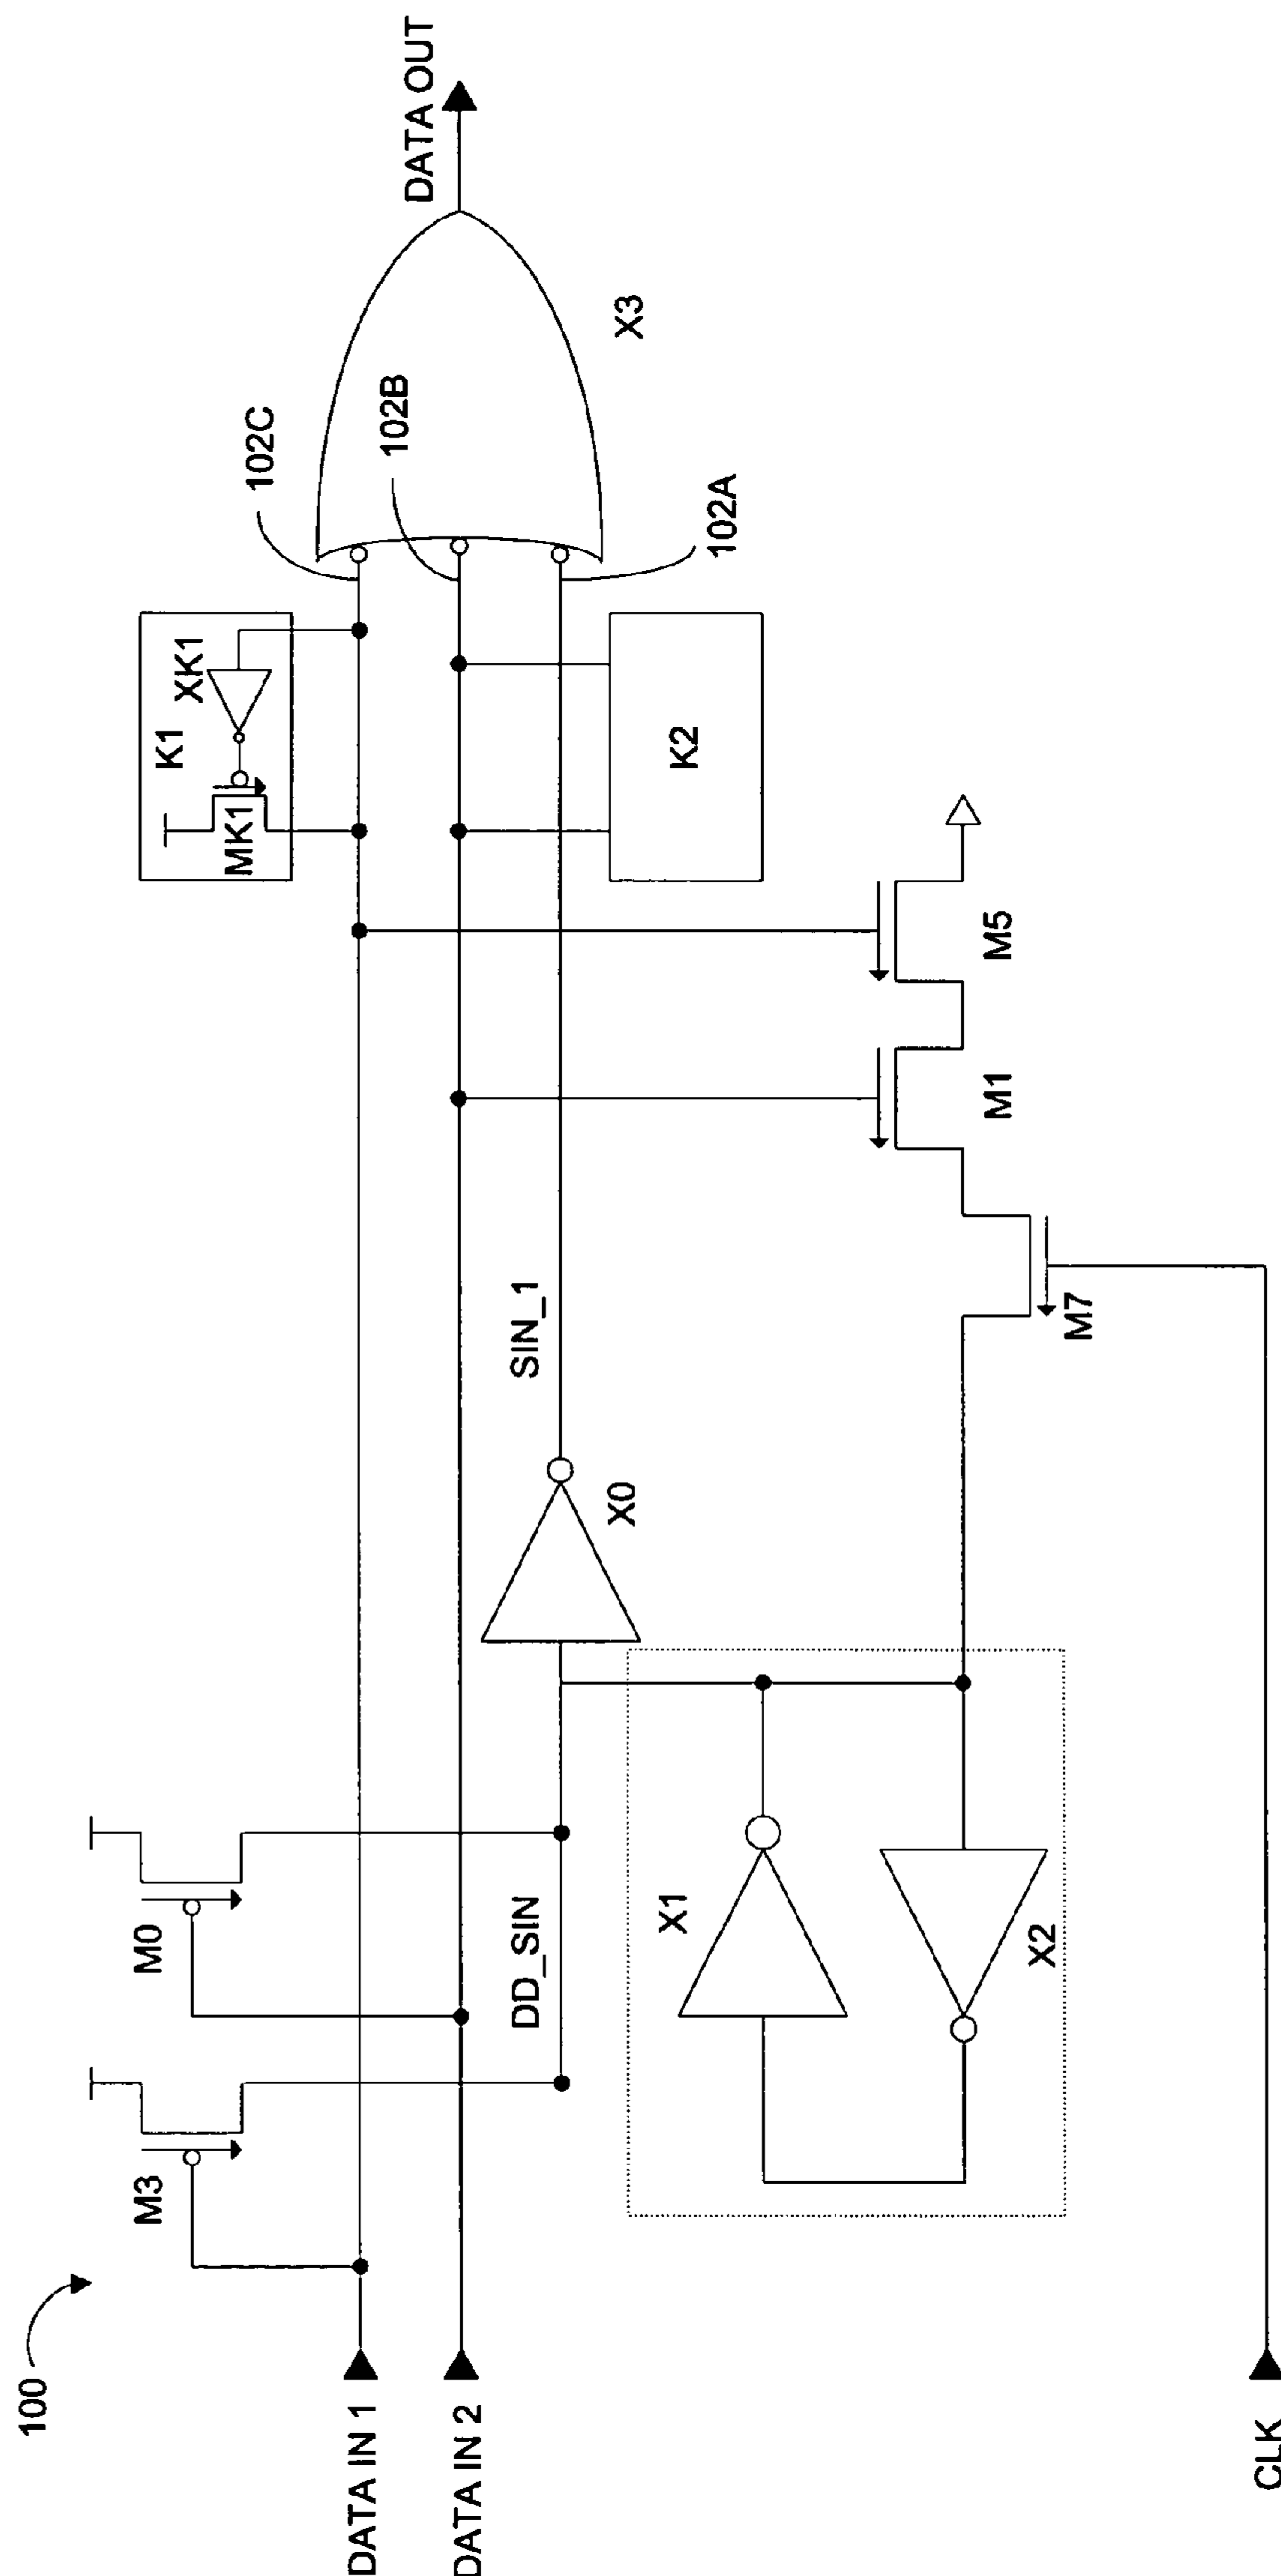 100
M3
M0
K1
XK1
MK1
102C
102B
102A
DATA OUT
X3
DATA IN 1
DATA IN 2
DD_SIN
SIN_1
X0
K2
X1
X2
M7
M1
M5
CLK